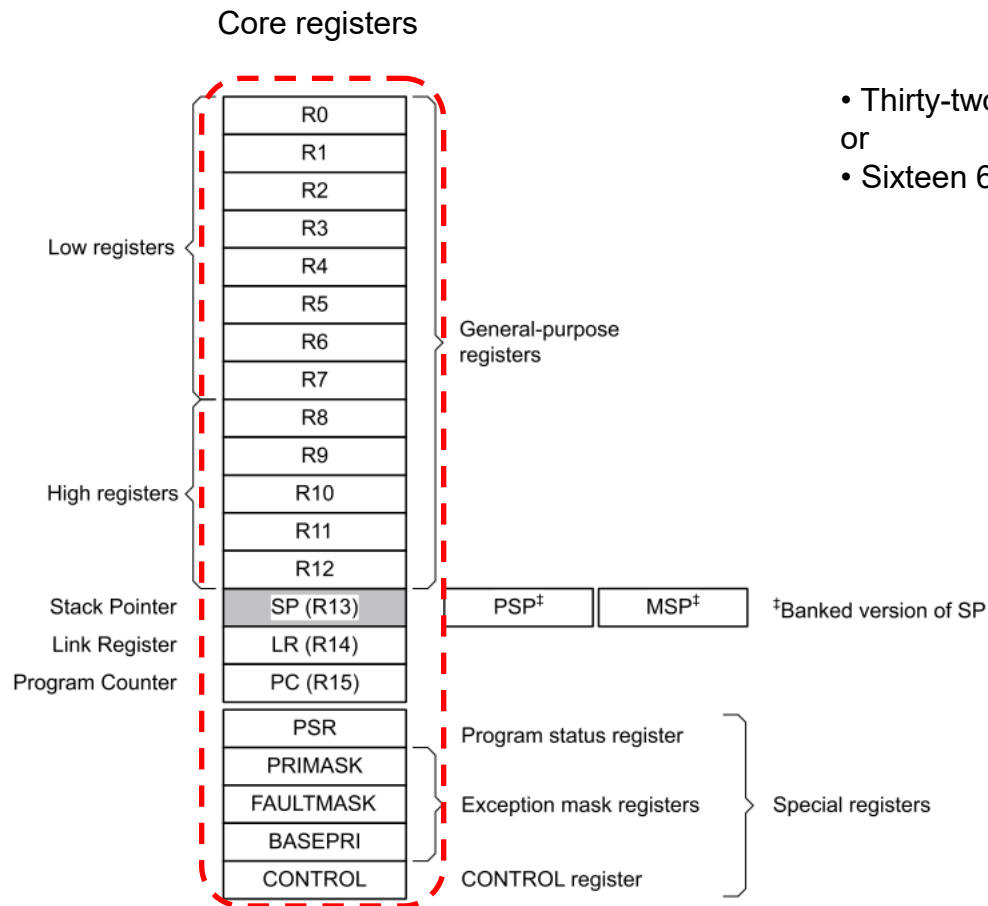 Core registers
• Thirty-two
or
• Sixteen 6
R0
R1
R2
R3
Low registers
R4
R5
R6
General-purpose
registers
R7
R8
R9
High registers
R10
R11
R12
Stack Pointer
SP (R13)
PSP‡
MSP‡
‡Banked version of SP
Link Register
LR (R14)
Program Counter
PC (R15)
PSR
Program status register
PRIMASK
FAULTMASK
Exception mask registers
Special registers
BASEPRI
CONTROL
CONTROL register